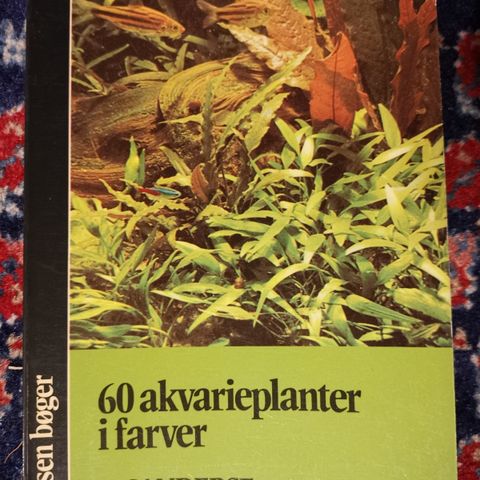 60 akvarieplanter
i farver
sen bøger